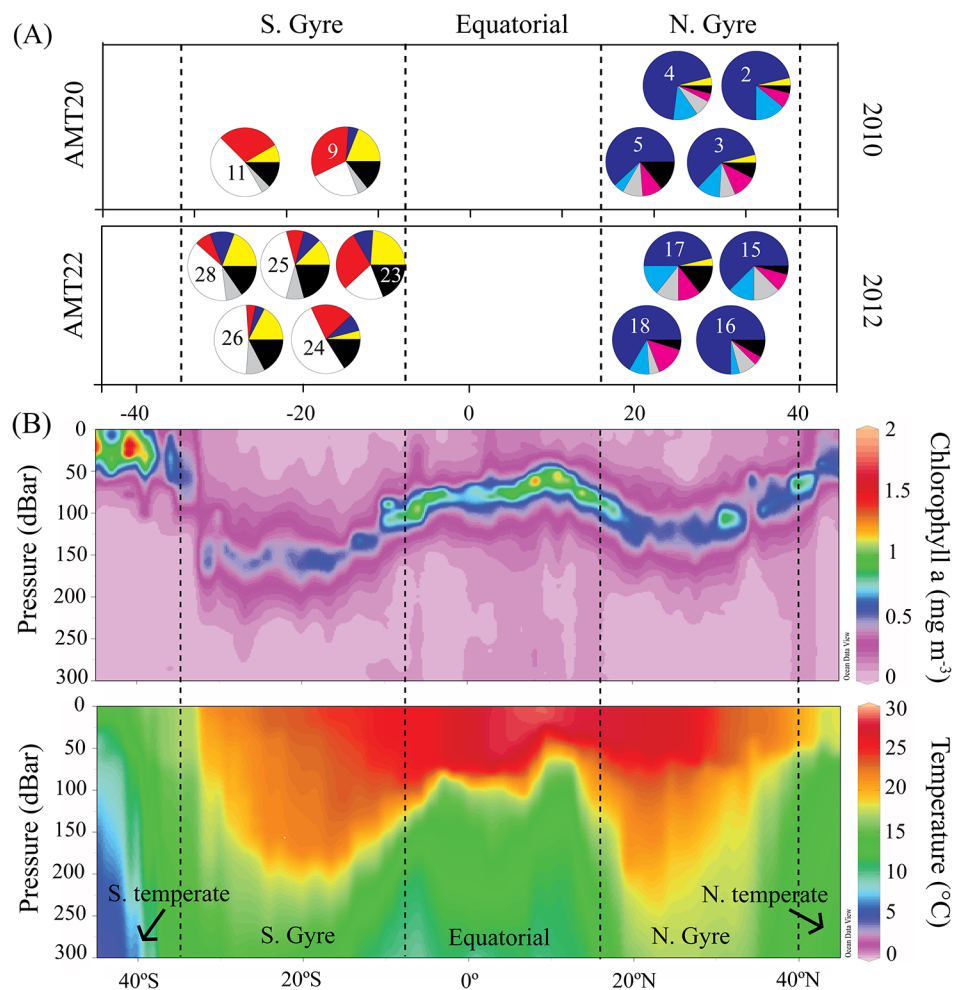 (A)
S. Gyre Equatorial N. Gyre
AMT20
4 2
5 3
11 9
2010
AMT22
28 25 23 17 15
26 24 18 16
2012
-40 -20 0 20 40
(B)
Pressure (dBar)
0
50
100
150
200
250
300
Ocean Data View
2
1.5
1
0.5
0
Chlorophyll a (mg m-3)
Pressure (dBar)
0
50
100
150
200
250
300
S. temperate N. temperate
S. Gyre Equatorial N. Gyre
Ocean Data View
30
25
20
15
10
5
0
Temperature (°C)
40ºS 20ºS 0º 20ºN 40ºN